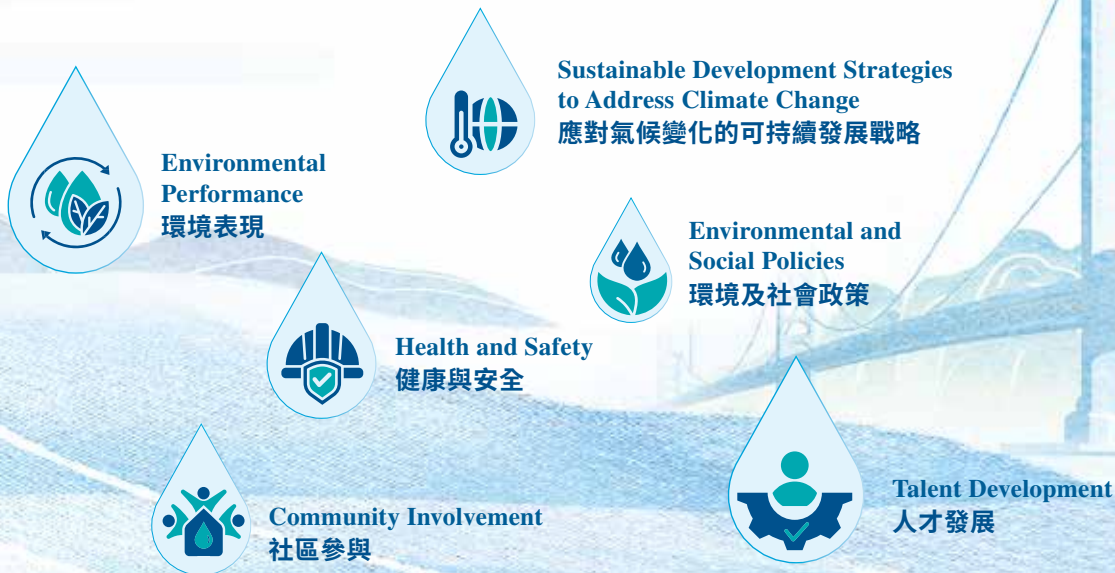 Sustainable Development Strategies
to Address Climate Change
應對氣候變化的可持續發展戰略
Environmental
Performance
環境表現
Environmental and
Social Policies
環境及社會政策
Health and Safety
健康與安全
Talent Development
人才發展
Community Involvement
社區參與